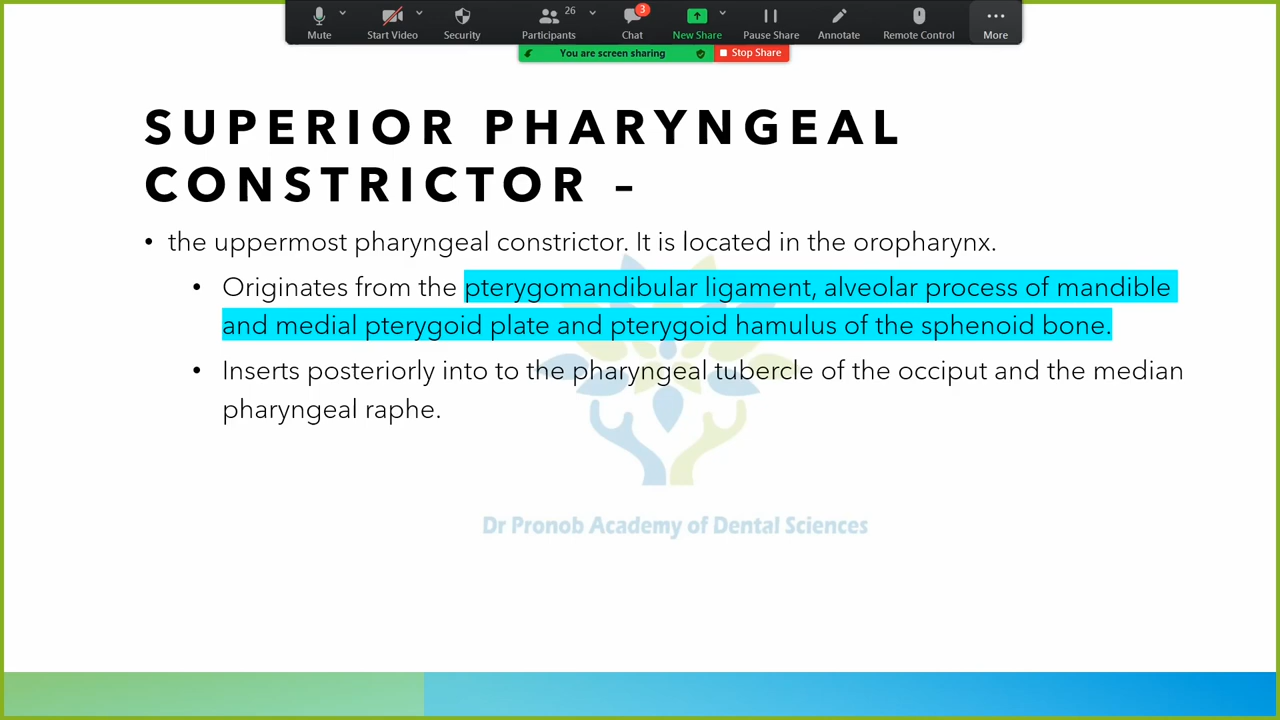 Mute
Start Video
Security
26
Participants
3
Chat
New Share
Pause Share
Annotate
Remote Control
More
You are screen sharing
Stop Share
SUPERIOR PHARYNGEAL
CONSTRICTOR –
• the uppermost pharyngeal constrictor. It is located in the oropharynx.
• Originates from the pterygomandibular ligament, alveolar process of mandible
and medial pterygoid plate and pterygoid hamulus of the sphenoid bone.
• Inserts posteriorly into to the pharyngeal tubercle of the occiput and the median
pharyngeal raphe.
Dr Pronob Academy of Dental Sciences